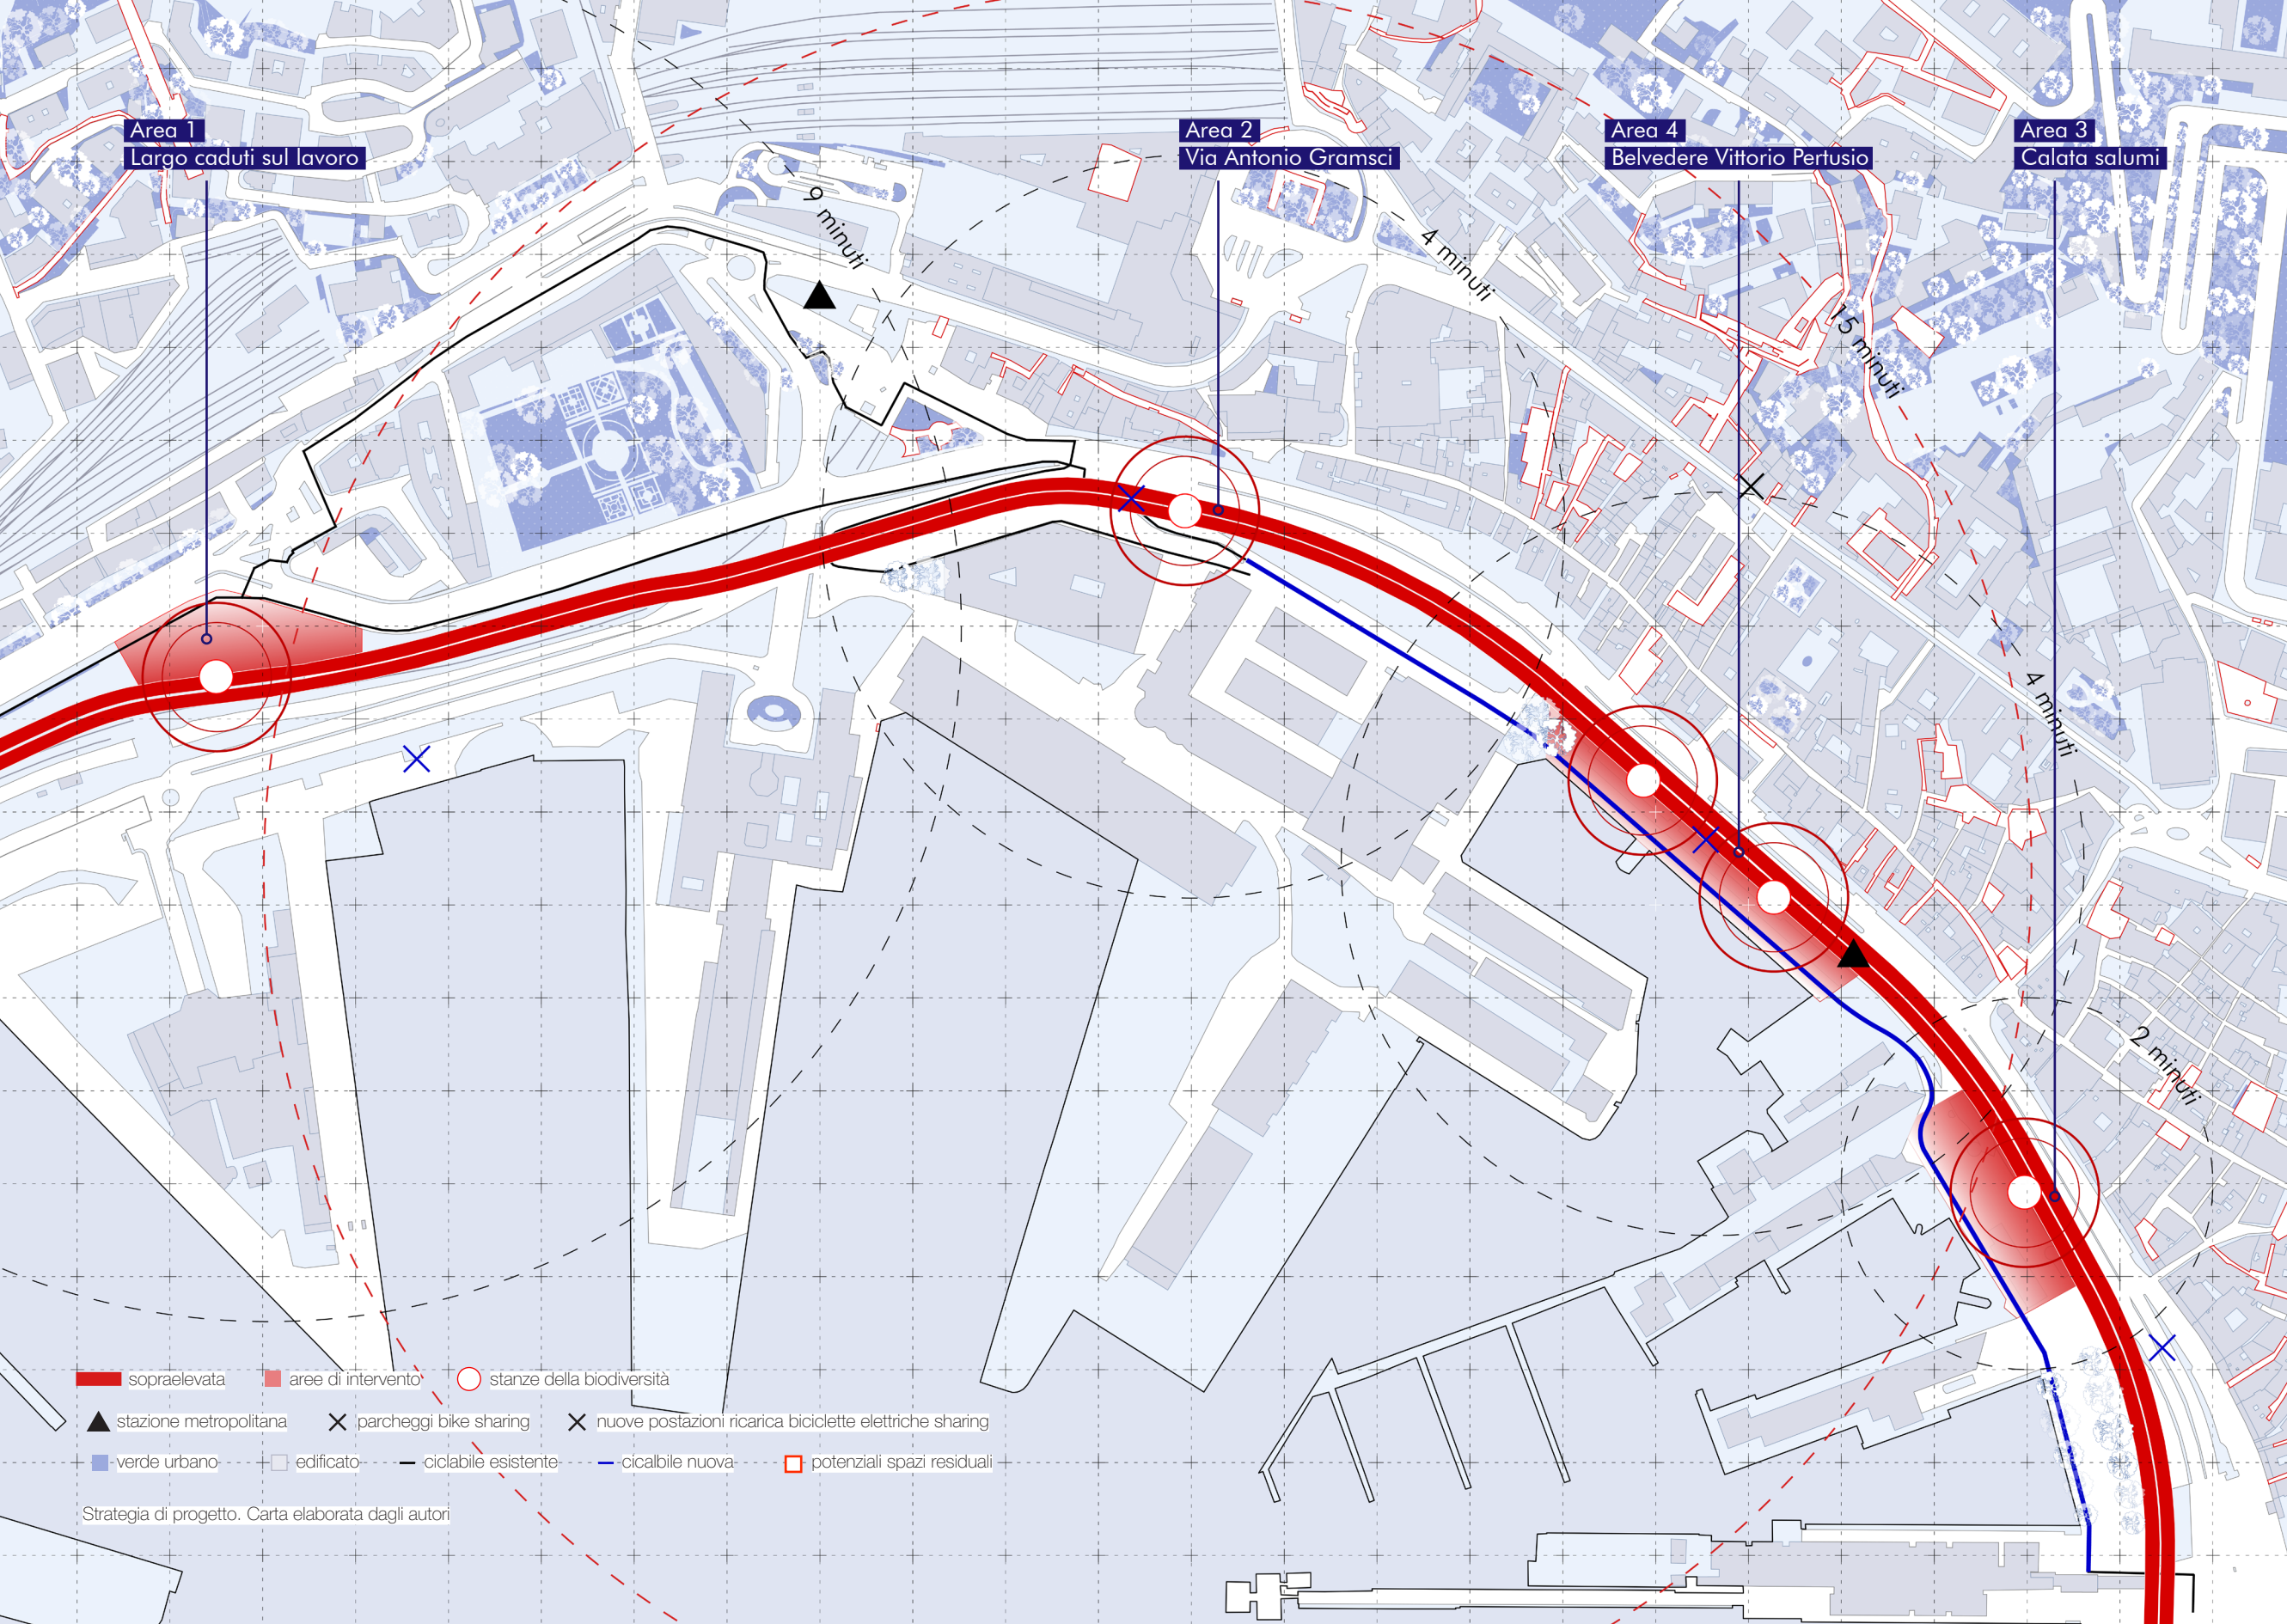 Area 1
Largo caduti sul lavoro
Area 2
Via Antonio Gramsci
Area 4
Belvedere Vittorio Pertusio
Area 3
Calata salumi
9 minuti
4 minuti
15 minuti
4 minuti
2 minuti
sopraelevata
aree di intervento
stanze della biodiversità
stazione metropolitana
parcheggi bike sharing
nuove postazioni ricarica biciclette elettriche sharing
verde urbano
edificato
ciclabile esistente
cicalbile nuova
potenziali spazi residuali
Strategia di progetto. Carta elaborata dagli autori